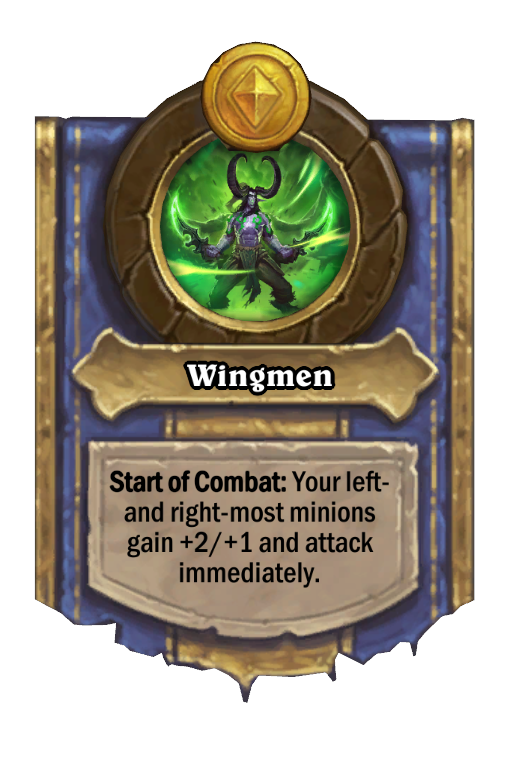 Wingmen
Start of Combat: Your left-
and right-most minions
gain +2/+1 and attack
immediately.